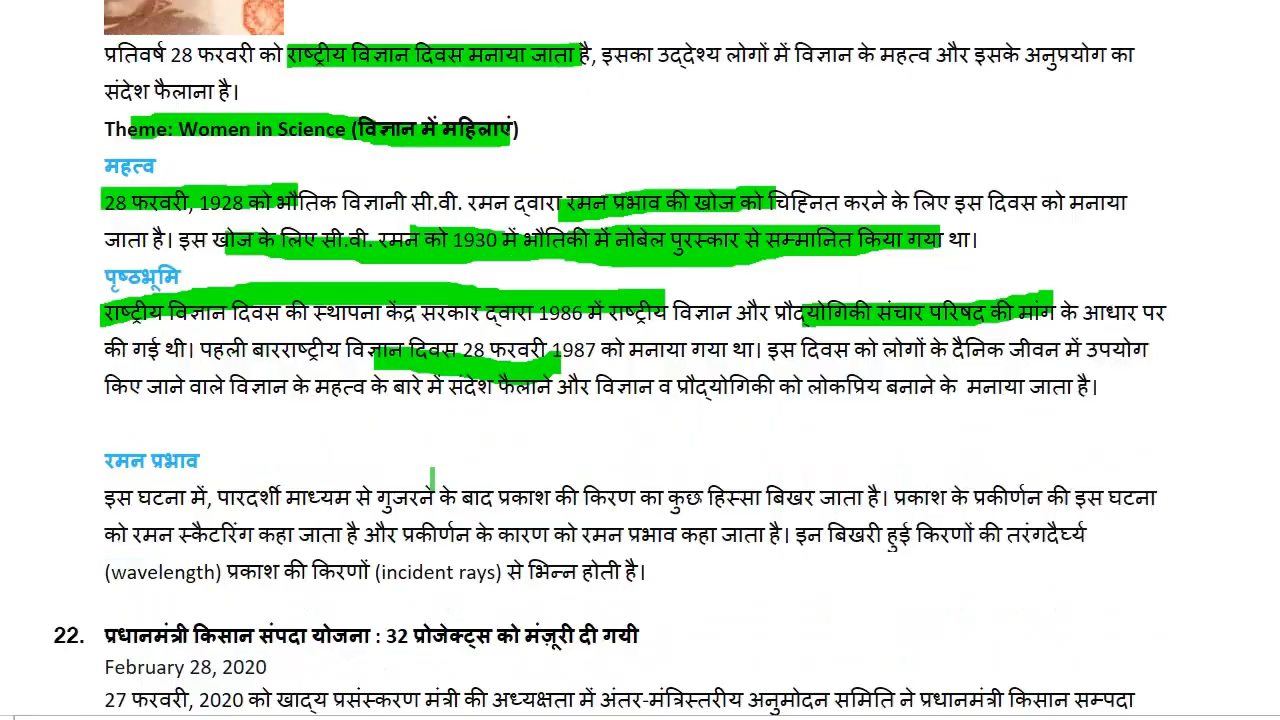 प्रतिवर्ष 28 फरवरी को राष्ट्रीय विज्ञान दिवस मनाया जाता है, इसका उद्देश्य लोगों में विज्ञान के महत्व और इसके अनुप्रयोग का
संदेश फैलाना है।
Theme: Women in Science (विज्ञान में महिलाएं)
महत्व
28 फरवरी, 1928 को भौतिक विज्ञानी सी.वी. रमन द्वारा रमन प्रभाव की खोज को चिह्नित करने के लिए इस दिवस को मनाया
जाता है। इस खोज के लिए सी.वी. रमन को 1930 में भौतिकी में नोबेल पुरस्कार से सम्मानित किया गया था।
पृष्ठभूमि
राष्ट्रीय विज्ञान दिवस की स्थापना केंद्र सरकार द्वारा 1986 में राष्ट्रीय विज्ञान और प्रौद्योगिकी संचार परिषद की मांग के आधार पर
की गई थी। पहली बारराष्ट्रीय विज्ञान दिवस 28 फरवरी 1987 को मनाया गया था। इस दिवस को लोगों के दैनिक जीवन में उपयोग
किए जाने वाले विज्ञान के महत्व के बारे में संदेश फैलाने और विज्ञान व प्रौद्योगिकी को लोकप्रिय बनाने के मनाया जाता है।
रमन प्रभाव
इस घटना में, पारदर्शी माध्यम से गुजरने के बाद प्रकाश की किरण का कुछ हिस्सा बिखर जाता है। प्रकाश के प्रकीर्णन की इस घटना
को रमन स्कैटरिंग कहा जाता है और प्रकीर्णन के कारण को रमन प्रभाव कहा जाता है। इन बिखरी हुई किरणों की तरंगदैर्घ्य
(wavelength) प्रकाश की किरणों (incident rays) से भिन्न होती है।
22. प्रधानमंत्री किसान संपदा योजना : 32 प्रोजेक्ट्स को मंज़ूरी दी गयी
February 28, 2020
27 फरवरी, 2020 को खाद्य प्रसंस्करण मंत्री की अध्यक्षता में अंतर-मंत्रिस्तरीय अनुमोदन समिति ने प्रधानमंत्री किसान सम्पदा